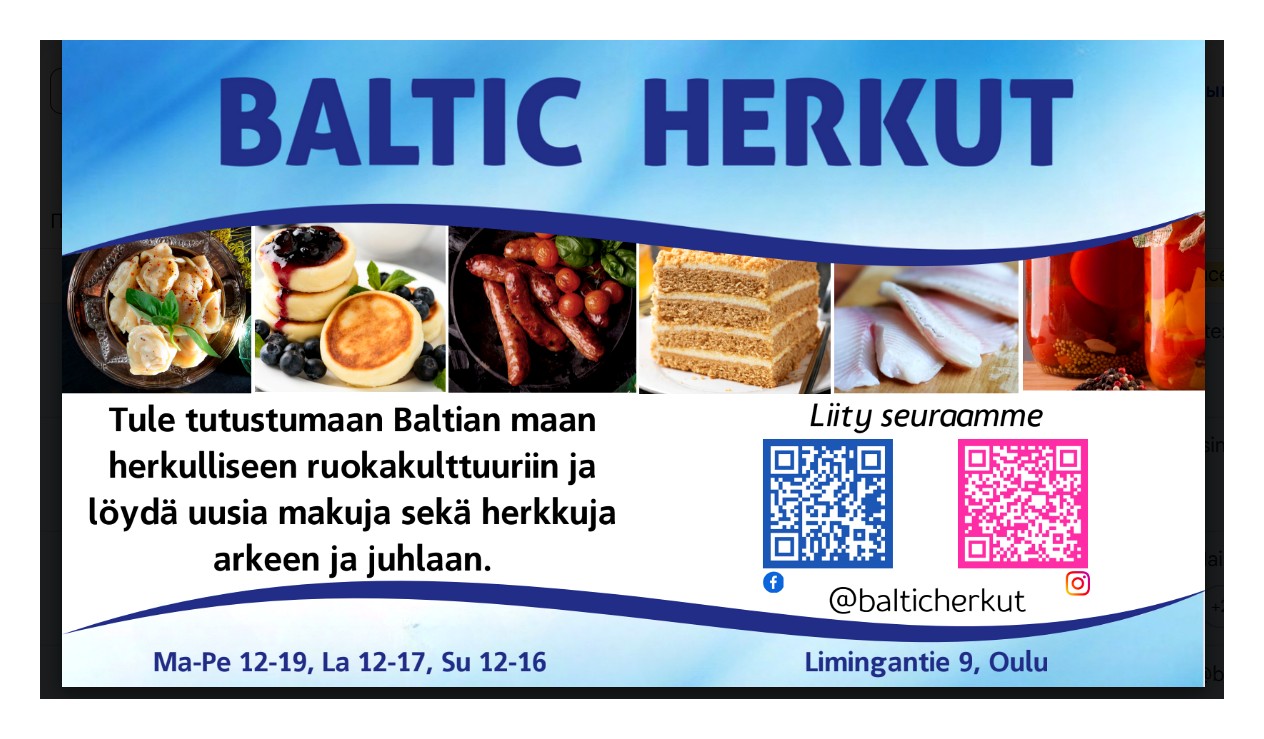 BALTIC HERKUT
Tule tutustumaan Baltian maan
herkulliseen ruokakulttuuriin ja
löydä uusia makuja sekä herkkuja
arkeen ja juhlaan.
Liity seuraamme
@balticherkut
Ma-Pe 12-19, La 12-17, Su 12-16
Limingantie 9, Oulu